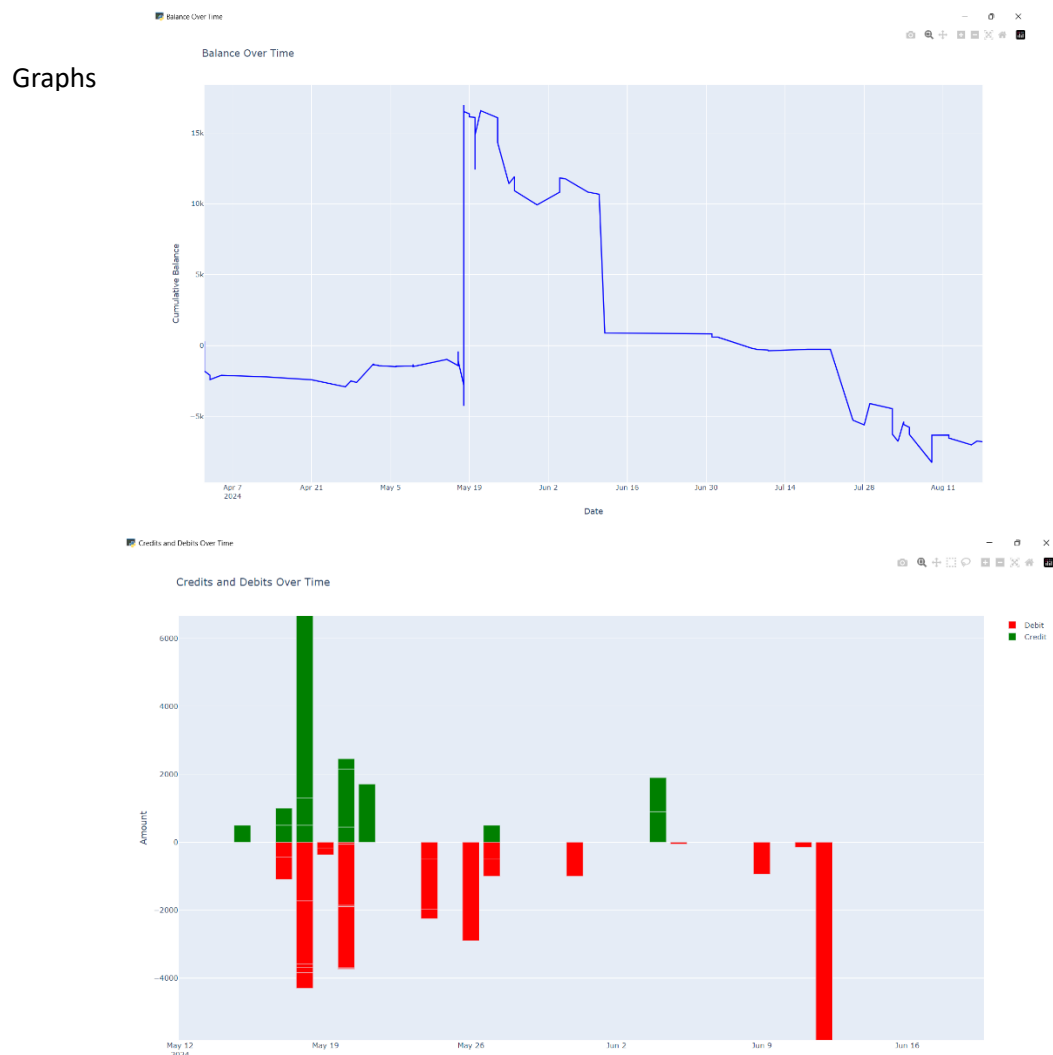 Balance Over Time
Balance Over Time
Graphs
Cumulative Balance
15k
10k
5k
0
−5k
Apr 7
2024
Apr 21
May 5
May 19
Jun 2
Jun 16
Jun 30
Jul 14
Jul 28
Aug 11
Date
Credits and Debits Over Time
Credits and Debits Over Time
Debit
Credit
Amount
6000
4000
2000
0
−2000
−4000
May 12
2024
May 19
May 26
Jun 2
Jun 9
Jun 16